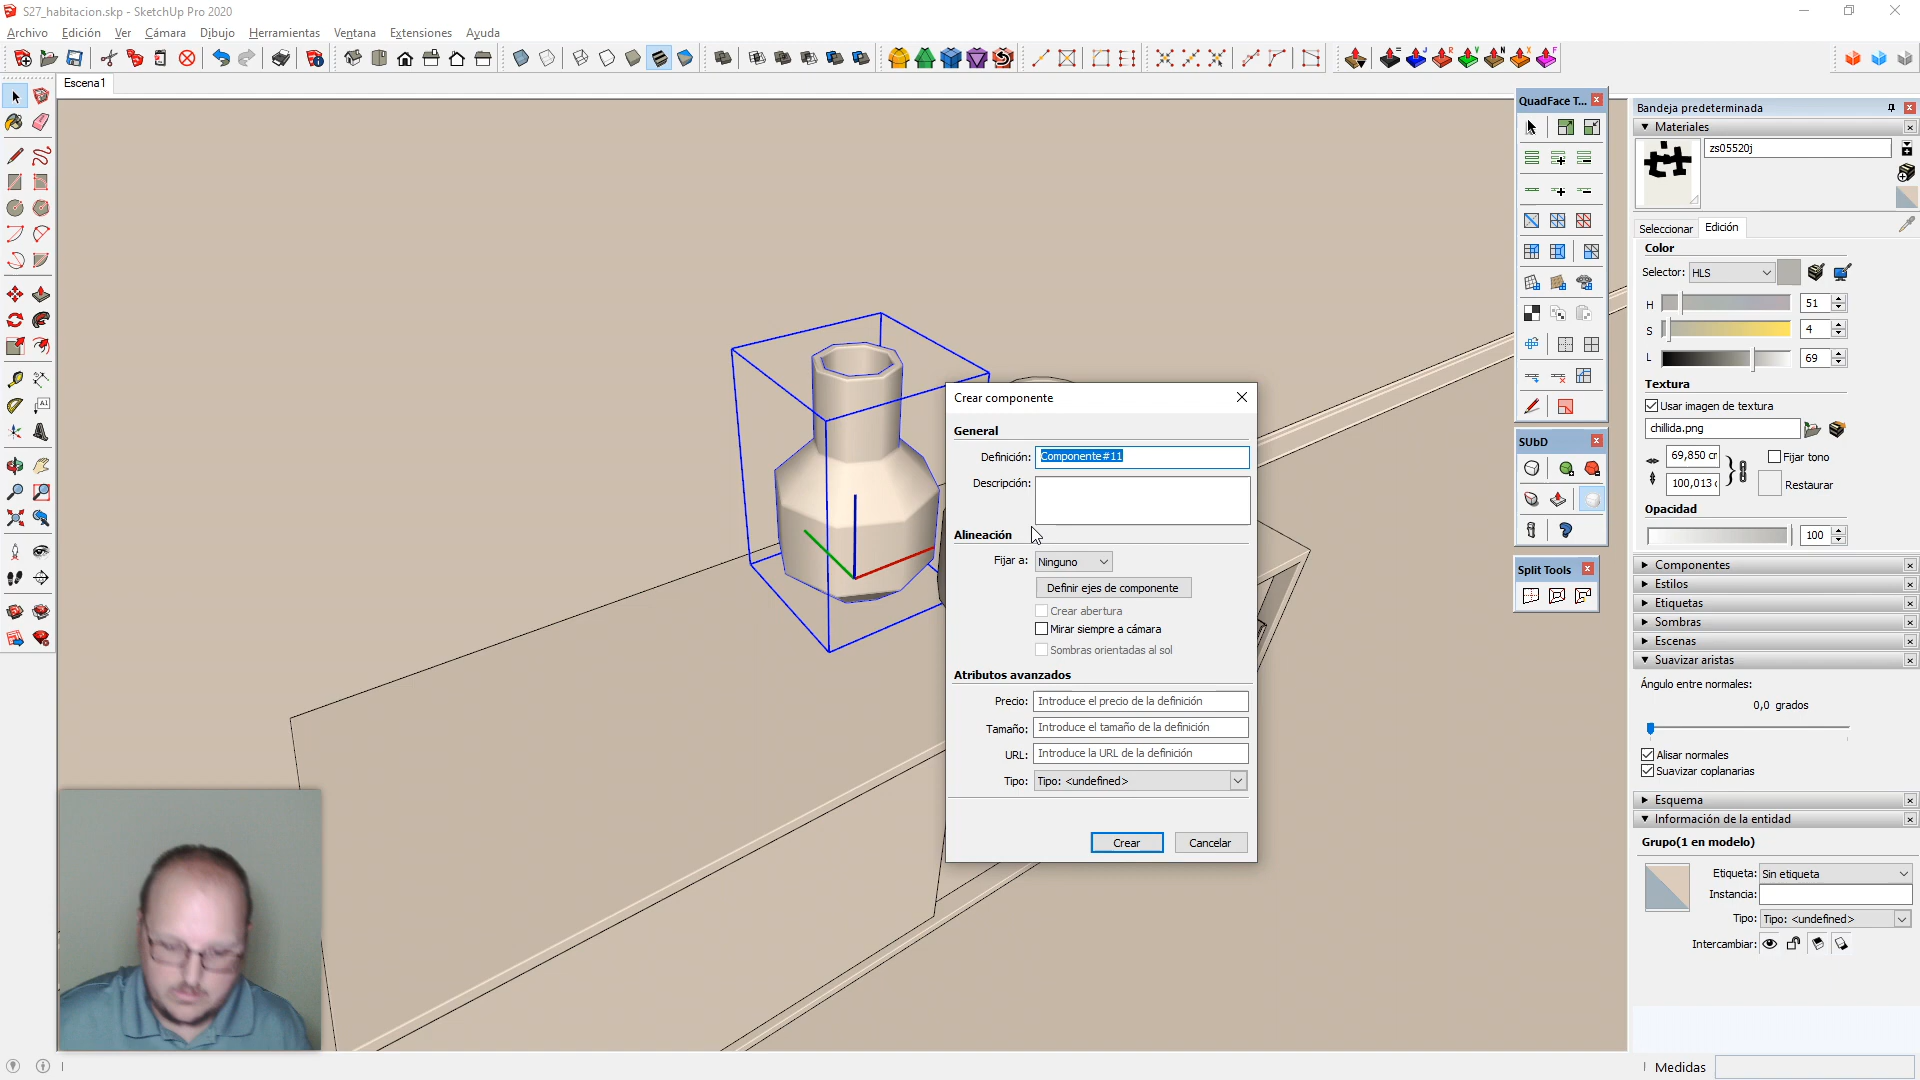 S27_habitacion.skp - SketchUp Pro 2020
Archivo Edición Ver Cámara Dibujo Herramientas Ventana Extensiones Ayuda
Escena1
QuadFace T...
SUbD
Split Tools
Crear componente
General
Definición: Componente#11
Descripción:
Alineación
Fijar a: Ninguno
Definir ejes de componente
Crear abertura
Mirar siempre a cámara
Sombras orientadas al sol
Atributos avanzados
Precio: Introduce el precio de la definición
Tamaño: Introduce el tamaño de la definición
URL: Introduce la URL de la definición
Tipo: Tipo: <undefined>
Crear Cancelar
Bandeja predeterminada
Materiales
zs05520j
Seleccionar Edición
Color
Selector: HLS
H 51
S 4
L 69
Textura
Usar imagen de textura
chillida.png
69,850 cr
Fijar tono
100,013
Restaurar
Opacidad
100
Componentes
Estilos
Etiquetas
Sombras
Escenas
Suavizar aristas
Ángulo entre normales:
0,0 grados
Alisar normales
Suavizar coplanarias
Esquema
Información de la entidad
Grupo(1 en modelo)
Etiqueta: Sin etiqueta
Instancia:
Tipo: Tipo: <undefined>
Intercambiar:
Medidas